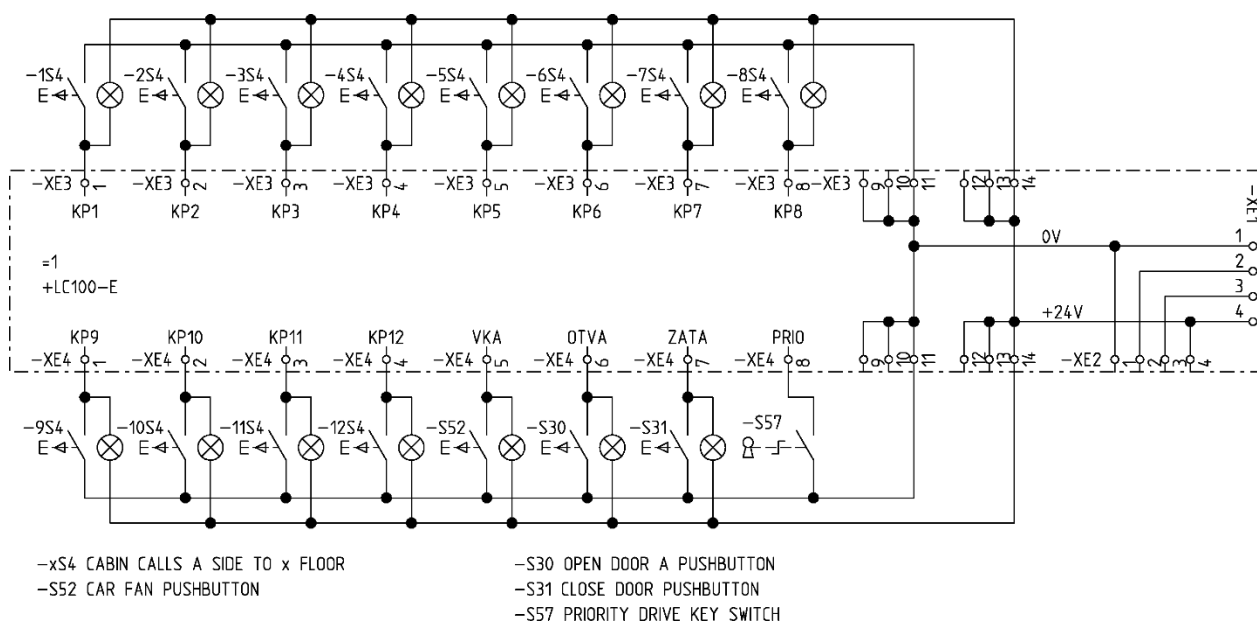 -1S4 -2S4 -3S4 -4S4 -5S4 -6S4 -7S4 -8S4
E E E E E E E E
-XE3 1 -XE3 2 -XE3 3 -XE3 4 -XE3 5 -XE3 6 -XE3 7 -XE3 8 -XE3 9 10 11 12 13 14
KP1 KP2 KP3 KP4 KP5 KP6 KP7 KP8
-XE1
0V 1
2
=1
+LC100-E
3
+24V 4
KP9 KP10 KP11 KP12 VKA OTVA ZATA PRIO
-XE4 1 -XE4 2 -XE4 3 -XE4 4 -XE4 5 -XE4 6 -XE4 7 -XE4 8 9 10 11 12 13 14 -XE2 1 2 3 4
-9S4 -10S4 -11S4 -12S4 -S52 -S30 -S31 -S57
E E E E E E E
-xS4 CABIN CALLS A SIDE TO x FLOOR
-S52 CAR FAN PUSHBUTTON
-S30 OPEN DOOR A PUSHBUTTON
-S31 CLOSE DOOR PUSHBUTTON
-S57 PRIORITY DRIVE KEY SWITCH